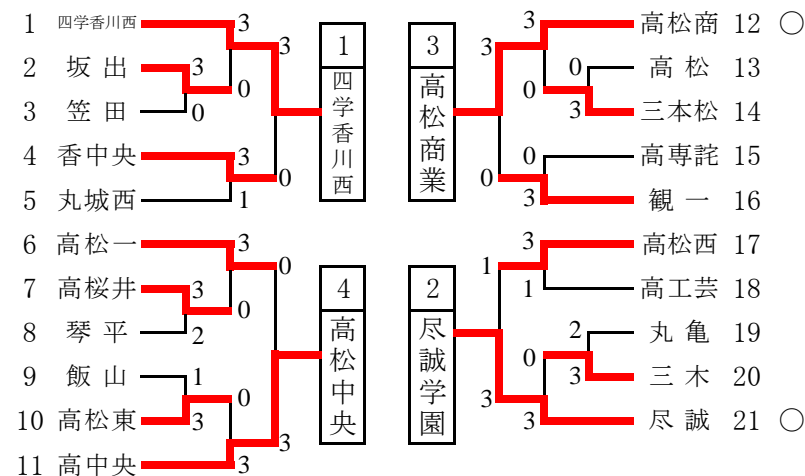 1 四学香川西 3
3
2 坂出 3
0
3 笠田 0
4 香中央 3
0
5 丸城西 1
6 高松一 3
0
7 高桜井 3
0
8 琴平 2
9 飯山 1
0
10 高松東 3
3
11 高中央 3
1
四学香川西
4
高松中央
3
高松商業
2
尽誠学園
3 高松商 12 ○
3
0 高松 13
0
3 三本松 14
0 高専詫 15
0
3 観一 16
3 高松西 17
1
1 高工芸 18
2 丸亀 19
0
3 三木 20
3
3 尽誠 21 ○